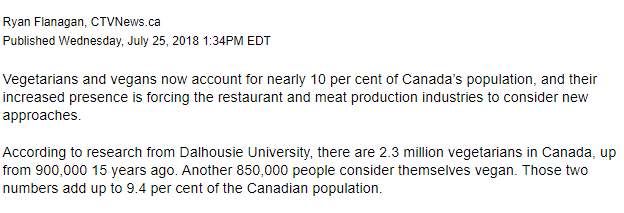 Ryan Flanagan, CTVNews.ca
Published Wednesday, July 25, 2018 1:34PM EDT
Vegetarians and vegans now account for nearly 10 per cent of Canada's population, and their
increased presence is forcing the restaurant and meat production industries to consider new
approaches.
According to research from Dalhousie University, there are 2.3 million vegetarians in Canada, up
from 900,000 15 years ago. Another 850,000 people consider themselves vegan. Those two
numbers add up to 9.4 per cent of the Canadian population.